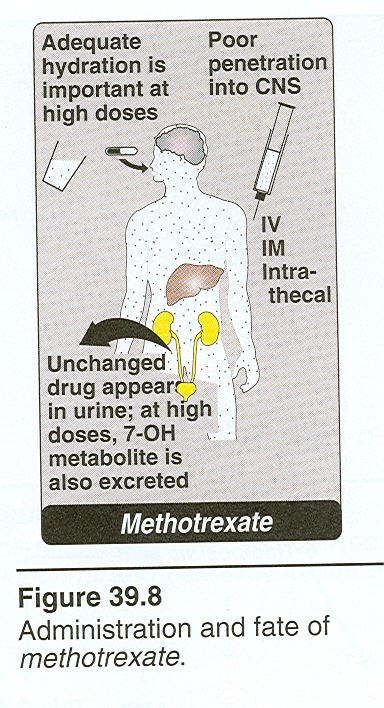 Adequate
hydration is
important at
high doses
Poor
penetration
into CNS
IV
IM
Intra-
thecal
Unchanged
drug appears
in urine; at high
doses, 7-OH
metabolite is
also excreted
Methotrexate
Figure 39.8
Administration and fate of
methotrexate.